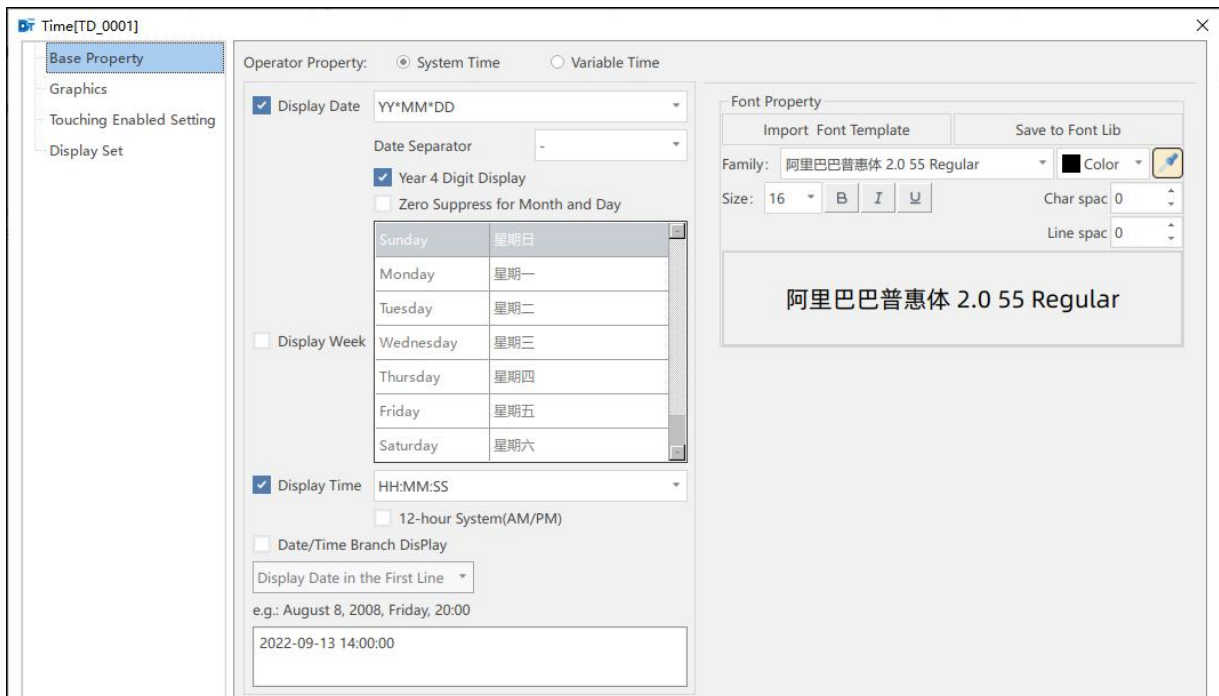 DT Time[TD_0001]
Base Property
Graphics
Touching Enabled Setting
Display Set
Operator Property: System Time Variable Time
Display Date YY*MM*DD
Date Separator -
Year 4 Digit Display
Zero Suppress for Month and Day
Display Week
Sunday 星期日
Monday 星期一
Tuesday 星期二
Wednesday 星期三
Thursday 星期四
Friday 星期五
Saturday 星期六
Display Time HH:MM:SS
12-hour System(AM/PM)
Date/Time Branch DisPlay
Display Date in the First Line
e.g.: August 8, 2008, Friday, 20:00
2022-09-13 14:00:00
Font Property
Import Font Template Save to Font Lib
Family: 阿里巴巴普惠体 2.0 55 Regular Color
Size: 16 B I U Char spac 0
Line spac 0
阿里巴巴普惠体 2.0 55 Regular